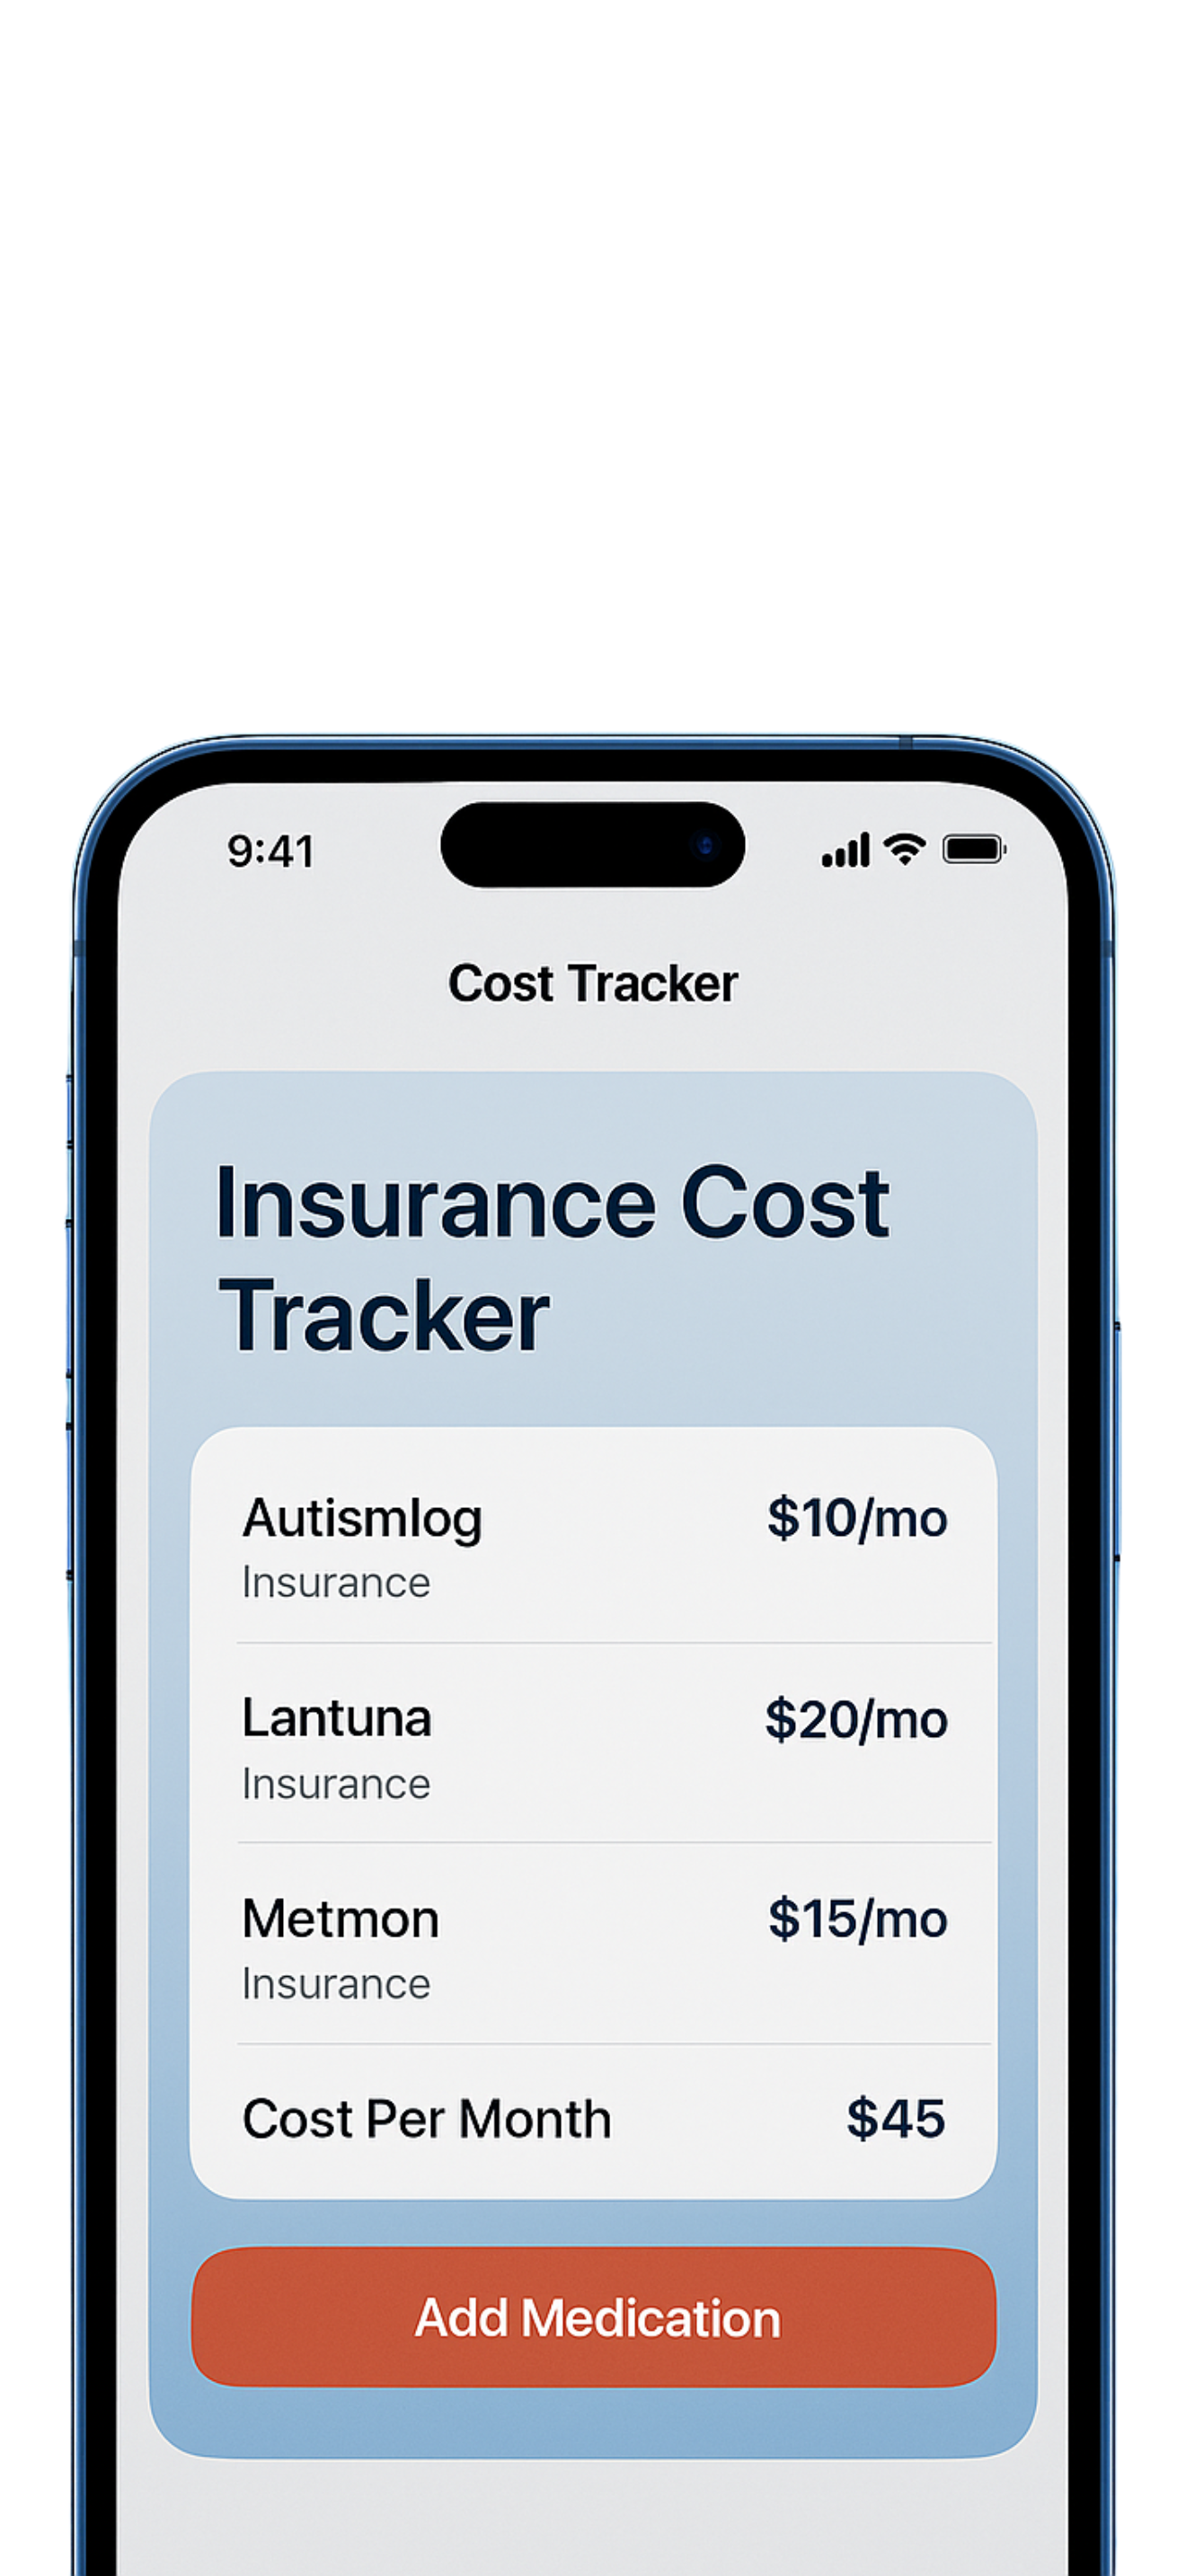 9:41
Cost Tracker
Insurance Cost
Tracker
Autismlog $10/mo
Insurance
Lantuna $20/mo
Insurance
Metmon $15/mo
Insurance
Cost Per Month $45
Add Medication